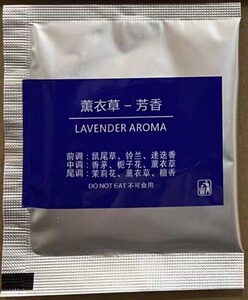 薰衣草 – 芳香
LAVENDER AROMA
前调：鼠尾草、铃兰、迷迭香
中调：香茅、栀子花、薰衣草
尾调：茉莉花、薰衣草、檀香
DO NOT EAT 不可食用